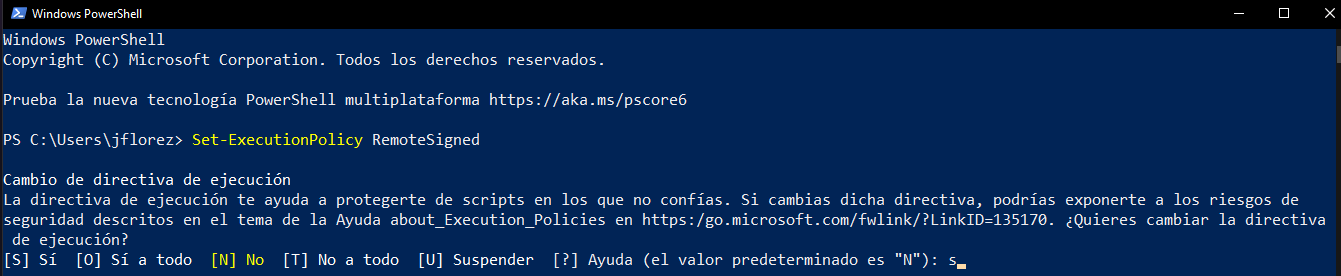 Windows PowerShell
Windows PowerShell
Copyright (C) Microsoft Corporation. Todos los derechos reservados.
Prueba la nueva tecnología PowerShell multiplataforma https://aka.ms/pscore6
PS C:\Users\jflorez> Set-ExecutionPolicy RemoteSigned
Cambio de directiva de ejecución
La directiva de ejecución te ayuda a protegerte de scripts en los que no confías. Si cambias dicha directiva, podrías exponerte a los riesgos de
seguridad descritos en el tema de la Ayuda about_Execution_Policies en https:/go.microsoft.com/fwlink/?LinkID=135170. ¿Quieres cambiar la directiva
de ejecución?
[S] Sí  [O] Sí a todo  [N] No  [T] No a todo  [U] Suspender  [?] Ayuda (el valor predeterminado es "N"): s